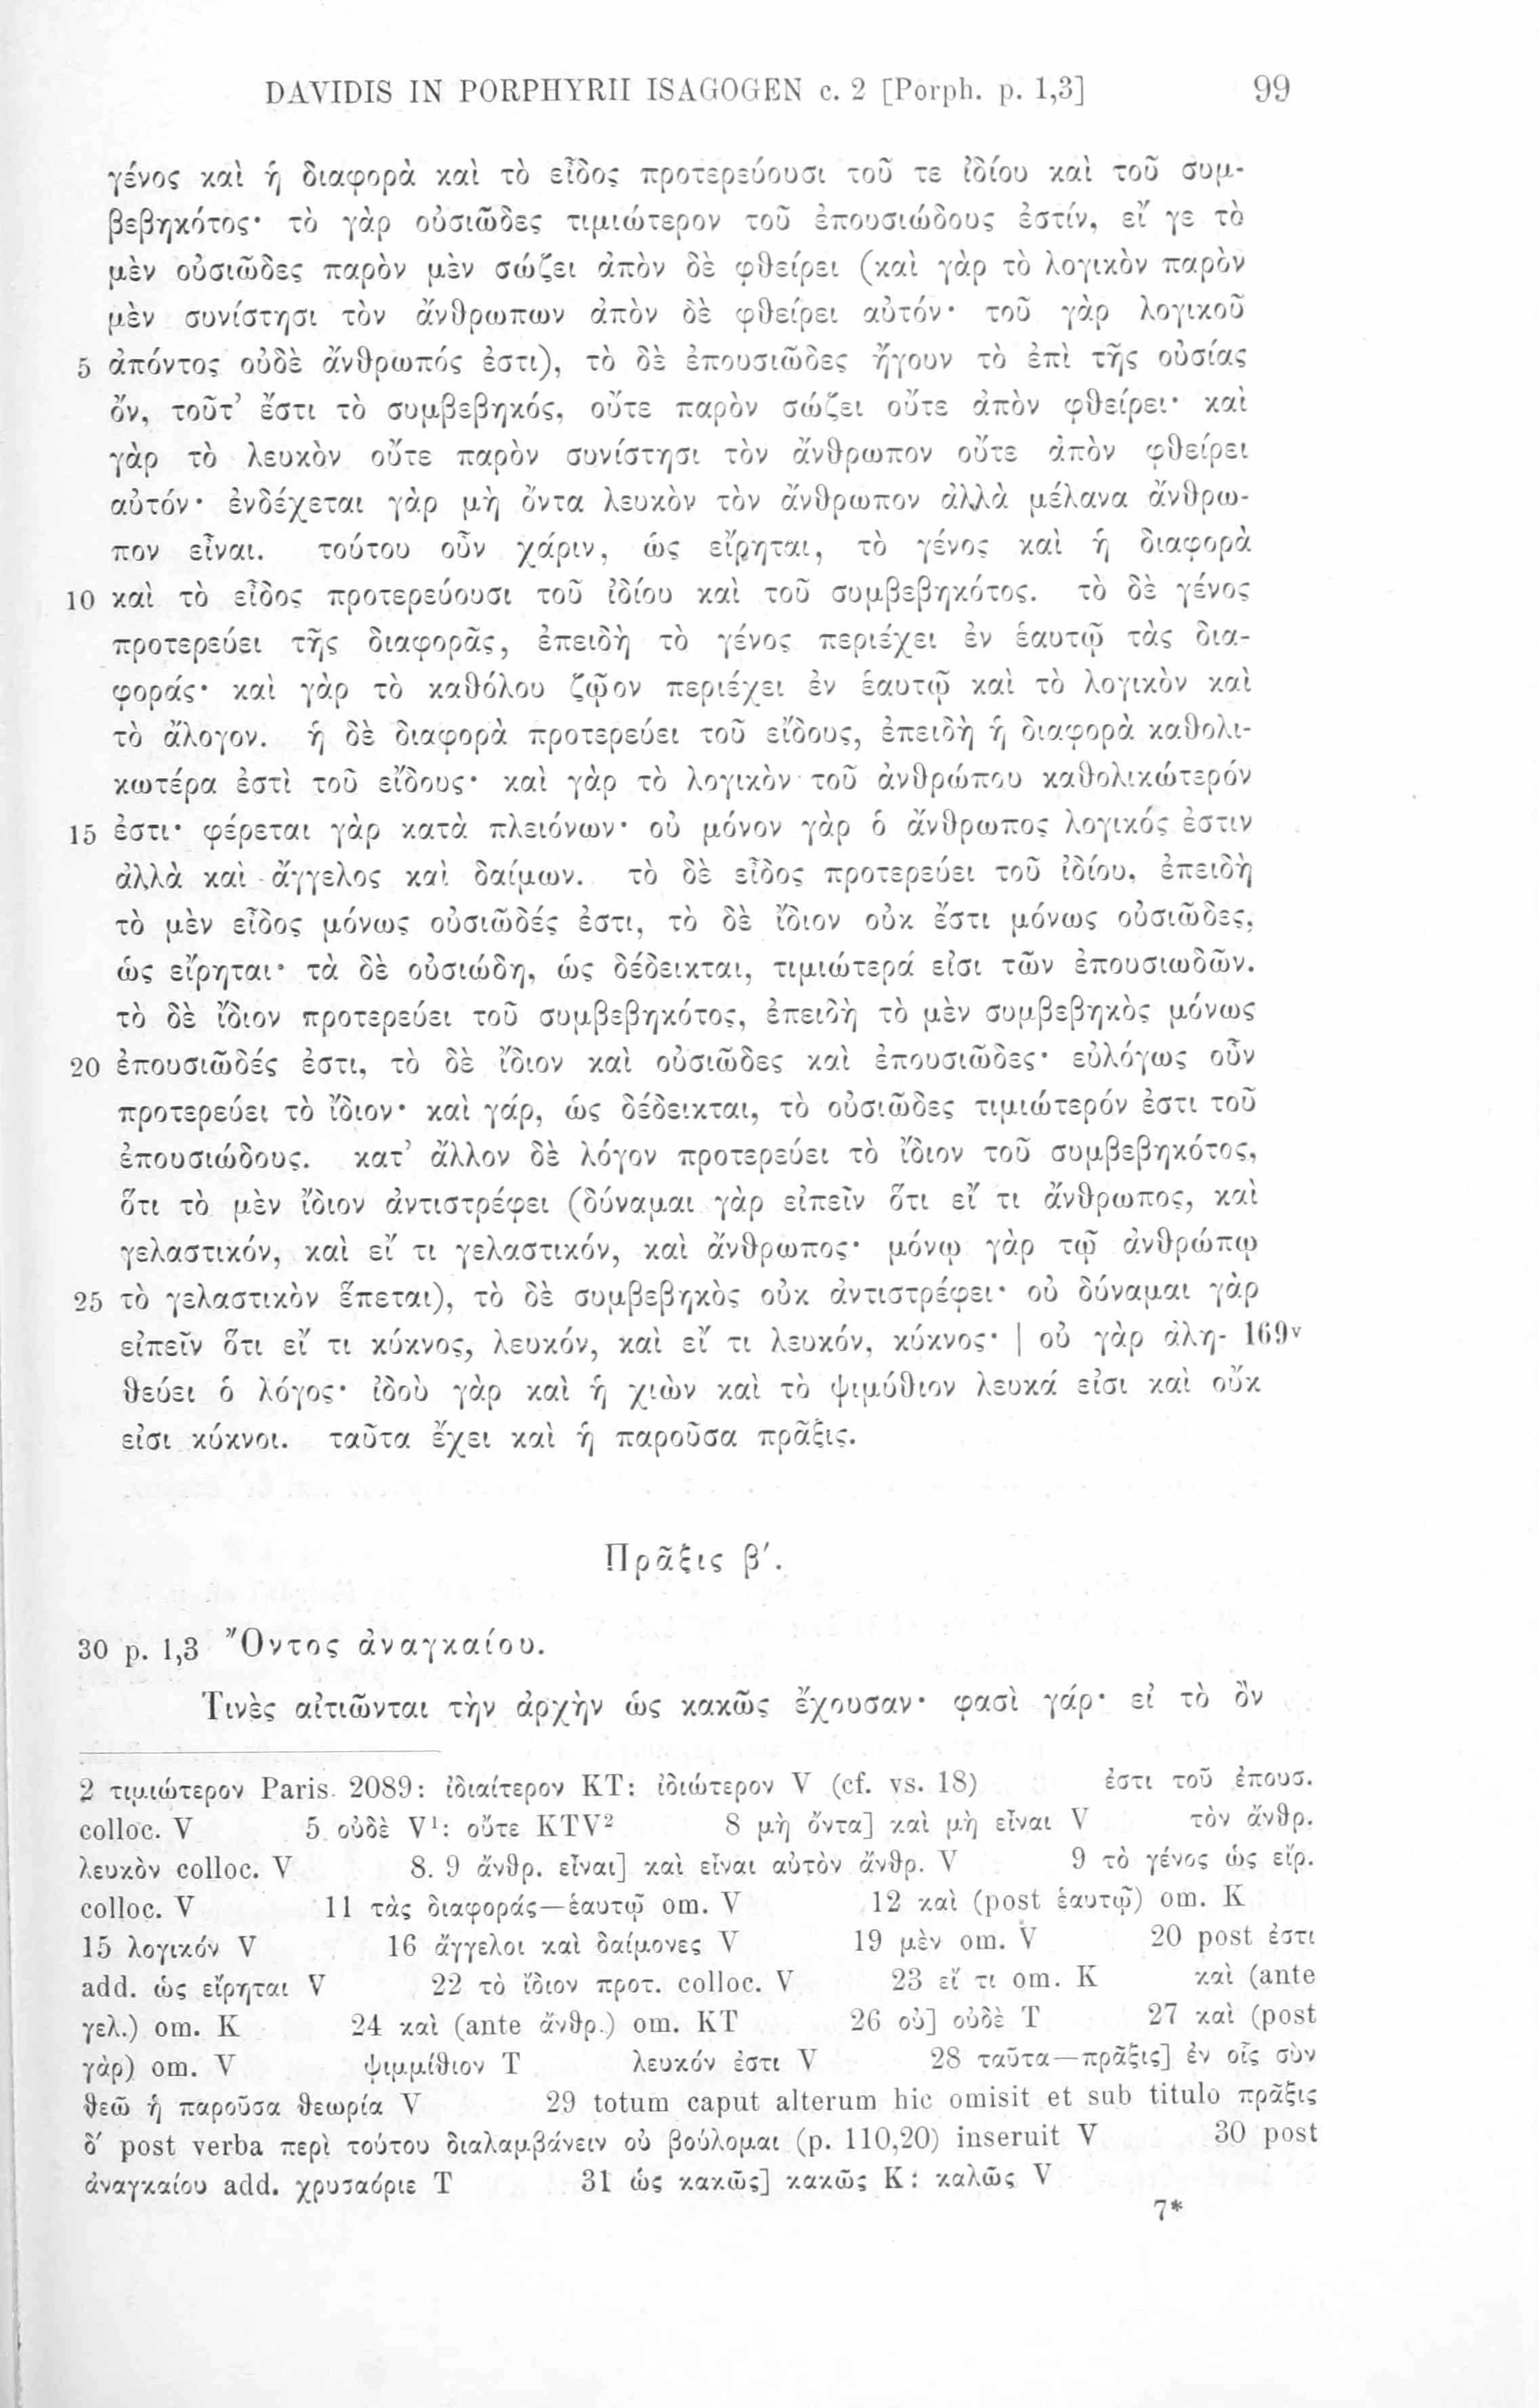 DAVIDIS IN PORPHYRII ISAGOGEN c. 2 [Porph. p. 1,3] 99
γένος καὶ ἡ διαφορὰ καὶ τὸ εἶδος προτερεύουσι τοῦ τε ἰδίου καὶ τοῦ συμ-
βεβηκότος· τὸ γὰρ οὐσιῶδες τιμιώτερον τοῦ ἐπουσιώδους ἐστίν, εἴ γε τὸ
μὲν οὐσιῶδες παρὸν μὲν σώζει ἀπὸν δὲ φθείρει (καὶ γὰρ τὸ λογικὸν παρὸν
μὲν συνίστησι τὸν ἄνθρωπων ἀπὸν δὲ φθείρει αὐτόν· τοῦ γὰρ λογικοῦ
5 ἀπόντος οὐδὲ ἄνθρωπός ἐστι), τὸ δὲ ἐπουσιῶδες ἤγουν τὸ ἐπὶ τῆς οὐσίας
ὄν, τοῦτ’ ἔστι τὸ συμβεβηκός, οὔτε παρὸν σώζει οὔτε ἀπὸν φθείρει· καὶ
γὰρ τὸ λευκὸν οὔτε παρὸν συνίστησι τὸν ἄνθρωπον οὔτε ἀπὸν φθείρει
αὐτόν· ἐνδέχεται γὰρ μὴ ὄντα λευκὸν τὸν ἄνθρωπον ἀλλὰ μέλανα ἄνθρω-
πον εἶναι. τούτου οὖν χάριν, ὡς εἴρηται, τὸ γένος καὶ ἡ διαφορὰ
10 καὶ τὸ εἶδος προτερεύουσι τοῦ ἰδίου καὶ τοῦ συμβεβηκότος. τὸ δὲ γένος
προτερεύει τῆς διαφορᾶς, ἐπειδὴ τὸ γένος περιέχει ἐν ἑαυτῷ τὰς δια-
φοράς· καὶ γὰρ τὸ καθόλου ζῷον περιέχει ἐν ἑαυτῷ καὶ τὸ λογικὸν καὶ
τὸ ἄλογον. ἡ δὲ διαφορὰ προτερεύει τοῦ εἴδους, ἐπειδὴ ἡ διαφορὰ καθολι-
κωτέρα ἐστὶ τοῦ εἴδους· καὶ γὰρ τὸ λογικὸν τοῦ ἀνθρώπου καθολικώτερόν
15 ἐστι· φέρεται γὰρ κατὰ πλειόνων· οὐ μόνον γὰρ ὁ ἄνθρωπος λογικός ἐστιν
ἀλλὰ καὶ ἄγγελος καὶ δαίμων. τὸ δὲ εἶδος προτερεύει τοῦ ἰδίου, ἐπειδὴ
τὸ μὲν εἶδος μόνως οὐσιῶδές ἐστι, τὸ δὲ ἴδιον οὐκ ἔστι μόνως οὐσιῶδες,
ὡς εἴρηται· τὰ δὲ οὐσιώδη, ὡς δέδεικται, τιμιώτερά εἰσι τῶν ἐπουσιωδῶν.
τὸ δὲ ἴδιον προτερεύει τοῦ συμβεβηκότος, ἐπειδὴ τὸ μὲν συμβεβηκὸς μόνως
20 ἐπουσιῶδές ἐστι, τὸ δὲ ἴδιον καὶ οὐσιῶδες καὶ ἐπουσιῶδες· εὐλόγως οὖν
προτερεύει τὸ ἴδιον· καὶ γάρ, ὡς δέδεικται, τὸ οὐσιῶδες τιμιώτερόν ἐστι τοῦ
ἐπουσιώδους. κατ’ ἄλλον δὲ λόγον προτερεύει τὸ ἴδιον τοῦ συμβεβηκότος,
ὅτι τὸ μὲν ἴδιον ἀντιστρέφει (δύναμαι γὰρ εἰπεῖν ὅτι εἴ τι ἄνθρωπος, καὶ
γελαστικόν, καὶ εἴ τι γελαστικόν, καὶ ἄνθρωπος· μόνῳ γὰρ τῷ ἀνθρώπῳ
25 τὸ γελαστικὸν ἕπεται), τὸ δὲ συμβεβηκὸς οὐκ ἀντιστρέφει· οὐ δύναμαι γὰρ
εἰπεῖν ὅτι εἴ τι κύκνος, λευκόν, καὶ εἴ τι λευκόν, κύκνος· | οὐ γὰρ ἀλη- 169ᵛ
θεύει ὁ λόγος· ἰδοὺ γὰρ καὶ ἡ χιὼν καὶ τὸ ψιμύθιον λευκά εἰσι καὶ οὔκ
εἰσι κύκνοι. ταῦτα ἔχει καὶ ἡ παροῦσα πρᾶξις.
Πρᾶξις β΄.
30 p. 1,3 Ὄντος ἀναγκαίου.
Τινὲς αἰτιῶνται τὴν ἀρχὴν ὡς κακῶς ἔχουσαν· φασὶ γάρ· εἰ τὸ ὂν
2 τιμιώτερον Paris. 2089: ἰδιαίτερον KT: ἰδιώτερον V (cf. vs. 18) ἐστι τοῦ ἐπουσ.
colloc. V 5 οὐδὲ V¹: οὔτε KTV² 8 μὴ ὄντα] καὶ μὴ εἶναι V τὸν ἄνθρ.
λευκὸν colloc. V 8. 9 ἄνθρ. εἶναι] καὶ εἶναι αὐτὸν ἄνθρ. V 9 τὸ γένος ὡς εἴρ.
colloc. V 11 τὰς διαφοράς—ἑαυτῷ om. V 12 καὶ (post ἑαυτῷ) om. K
15 λογικόν V 16 ἄγγελοι καὶ δαίμονες V 19 μὲν om. V 20 post ἐστι
add. ὡς εἴρηται V 22 τὸ ἴδιον προτ. colloc. V 23 εἴ τι om. K καὶ (ante
γελ.) om. K 24 καὶ (ante ἄνθρ.) om. KT 26 οὐ] οὐδὲ T 27 καὶ (post
γὰρ) om. V ψιμμίθιον T λευκόν ἐστι V 28 ταῦτα—πρᾶξις] ἐν οἷς σὺν
θεῶ ἡ παροῦσα θεωρία V 29 totum caput alterum hic omisit et sub titulo πρᾶξις
δ΄ post verba περὶ τούτου διαλαμβάνειν οὐ βούλομαι (p. 110,20) inseruit V 30 post
ἀναγκαίου add. χρυσαόριε T 31 ὡς κακῶς] κακῶς K: καλῶς V
7*